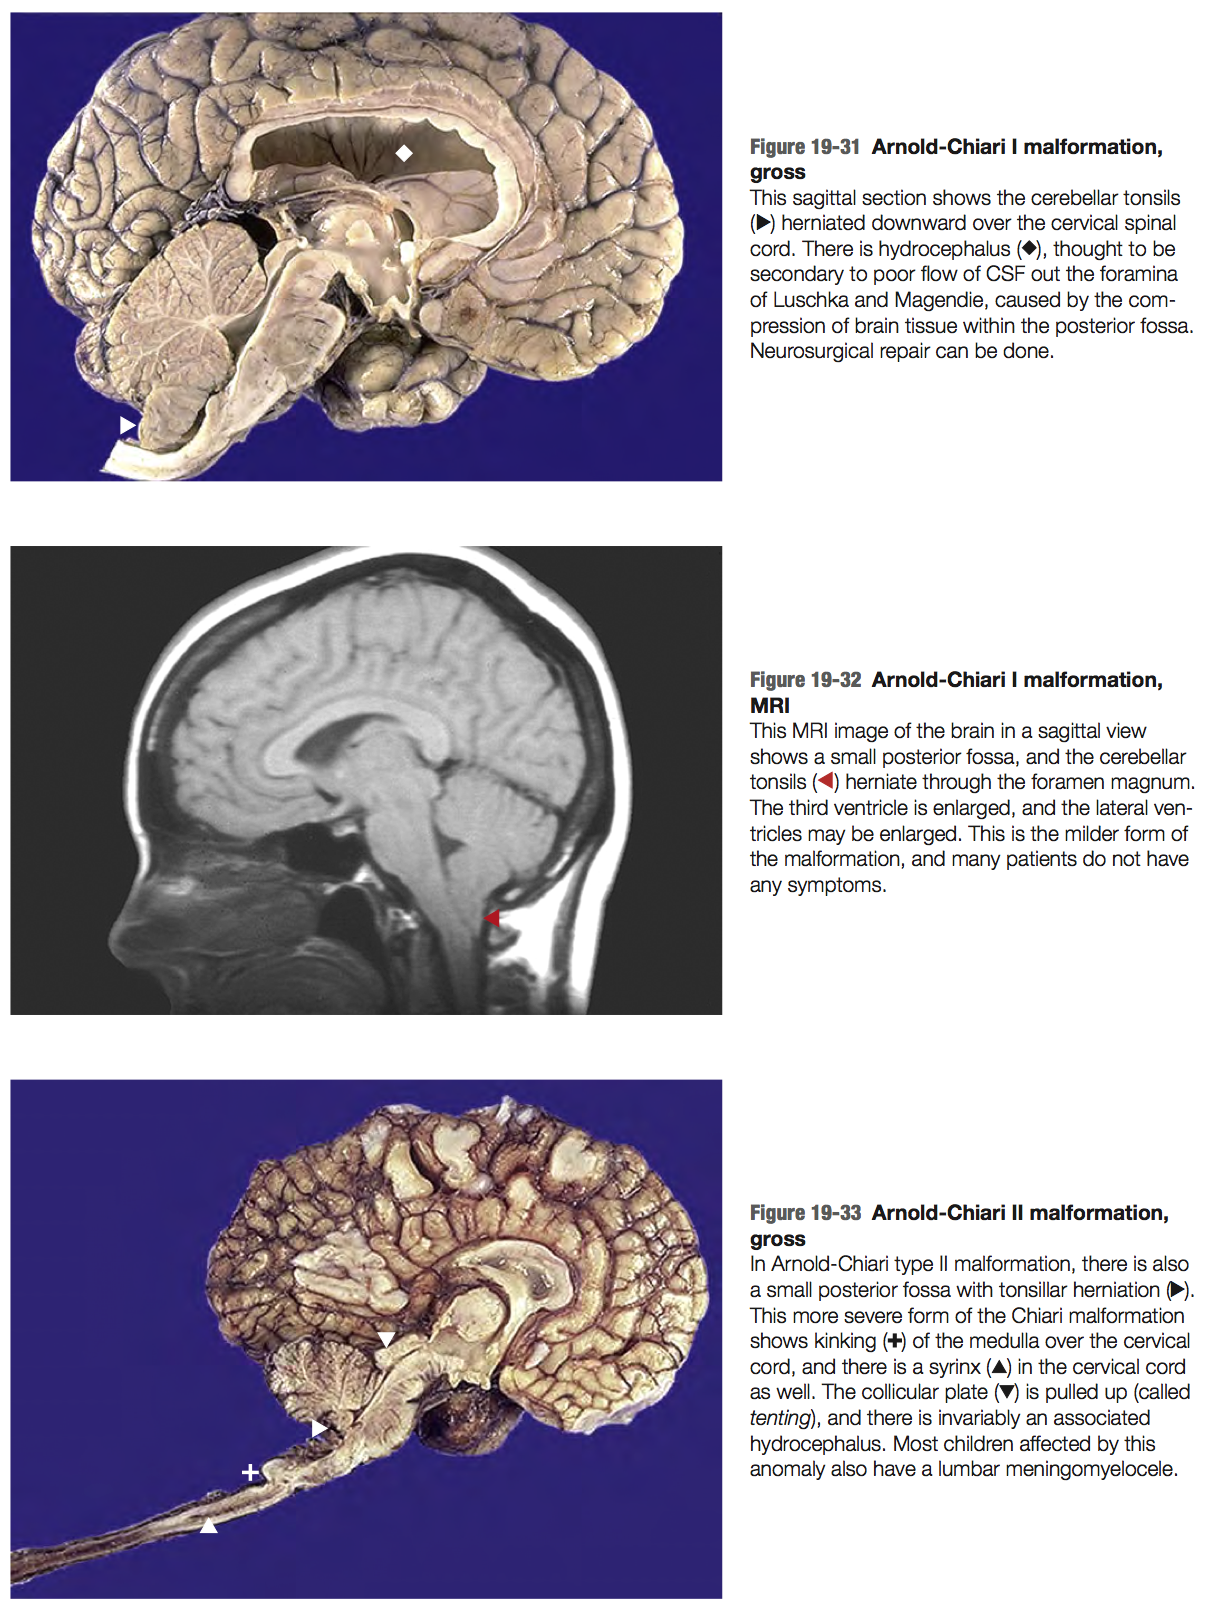 Figure 19-31 Arnold-Chiari I malformation,
gross
This sagittal section shows the cerebellar tonsils
(▶) herniated downward over the cervical spinal
cord. There is hydrocephalus (◆), thought to be
secondary to poor flow of CSF out the foramina
of Luschka and Magendie, caused by the com-
pression of brain tissue within the posterior fossa.
Neurosurgical repair can be done.
Figure 19-32 Arnold-Chiari I malformation,
MRI
This MRI image of the brain in a sagittal view
shows a small posterior fossa, and the cerebellar
tonsils (◀) herniate through the foramen magnum.
The third ventricle is enlarged, and the lateral ven-
tricles may be enlarged. This is the milder form of
the malformation, and many patients do not have
any symptoms.
Figure 19-33 Arnold-Chiari II malformation,
gross
In Arnold-Chiari type II malformation, there is also
a small posterior fossa with tonsillar herniation (▶).
This more severe form of the Chiari malformation
shows kinking (✚) of the medulla over the cervical
cord, and there is a syrinx (▲) in the cervical cord
as well. The collicular plate (▼) is pulled up (called
tenting), and there is invariably an associated
hydrocephalus. Most children affected by this
anomaly also have a lumbar meningomyelocele.